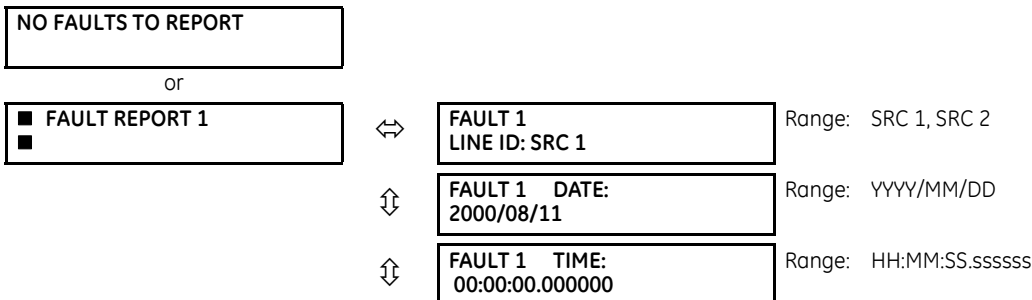 NO FAULTS TO REPORT
or
■ FAULT REPORT 1
■
FAULT 1
LINE ID: SRC 1
Range: SRC 1, SRC 2
FAULT 1 DATE:
2000/08/11
Range: YYYY/MM/DD
FAULT 1 TIME:
00:00:00.000000
Range: HH:MM:SS.ssssss